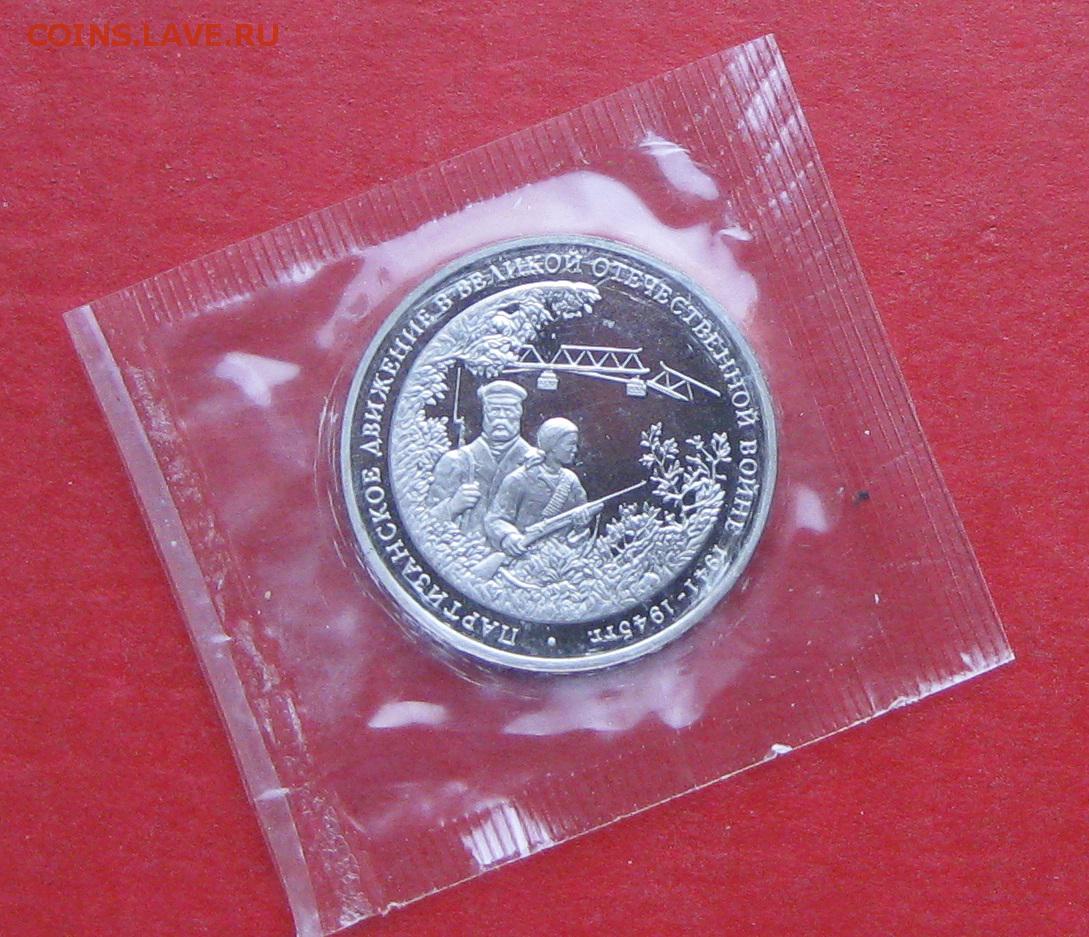 COINS.LAVE.RU
ПАРТИЗАНСКОЕ ДВИЖЕНИЕ В ВЕЛИКОЙ ОТЕЧЕСТВЕННОЙ ВОЙНЕ 1941-1945гг. •